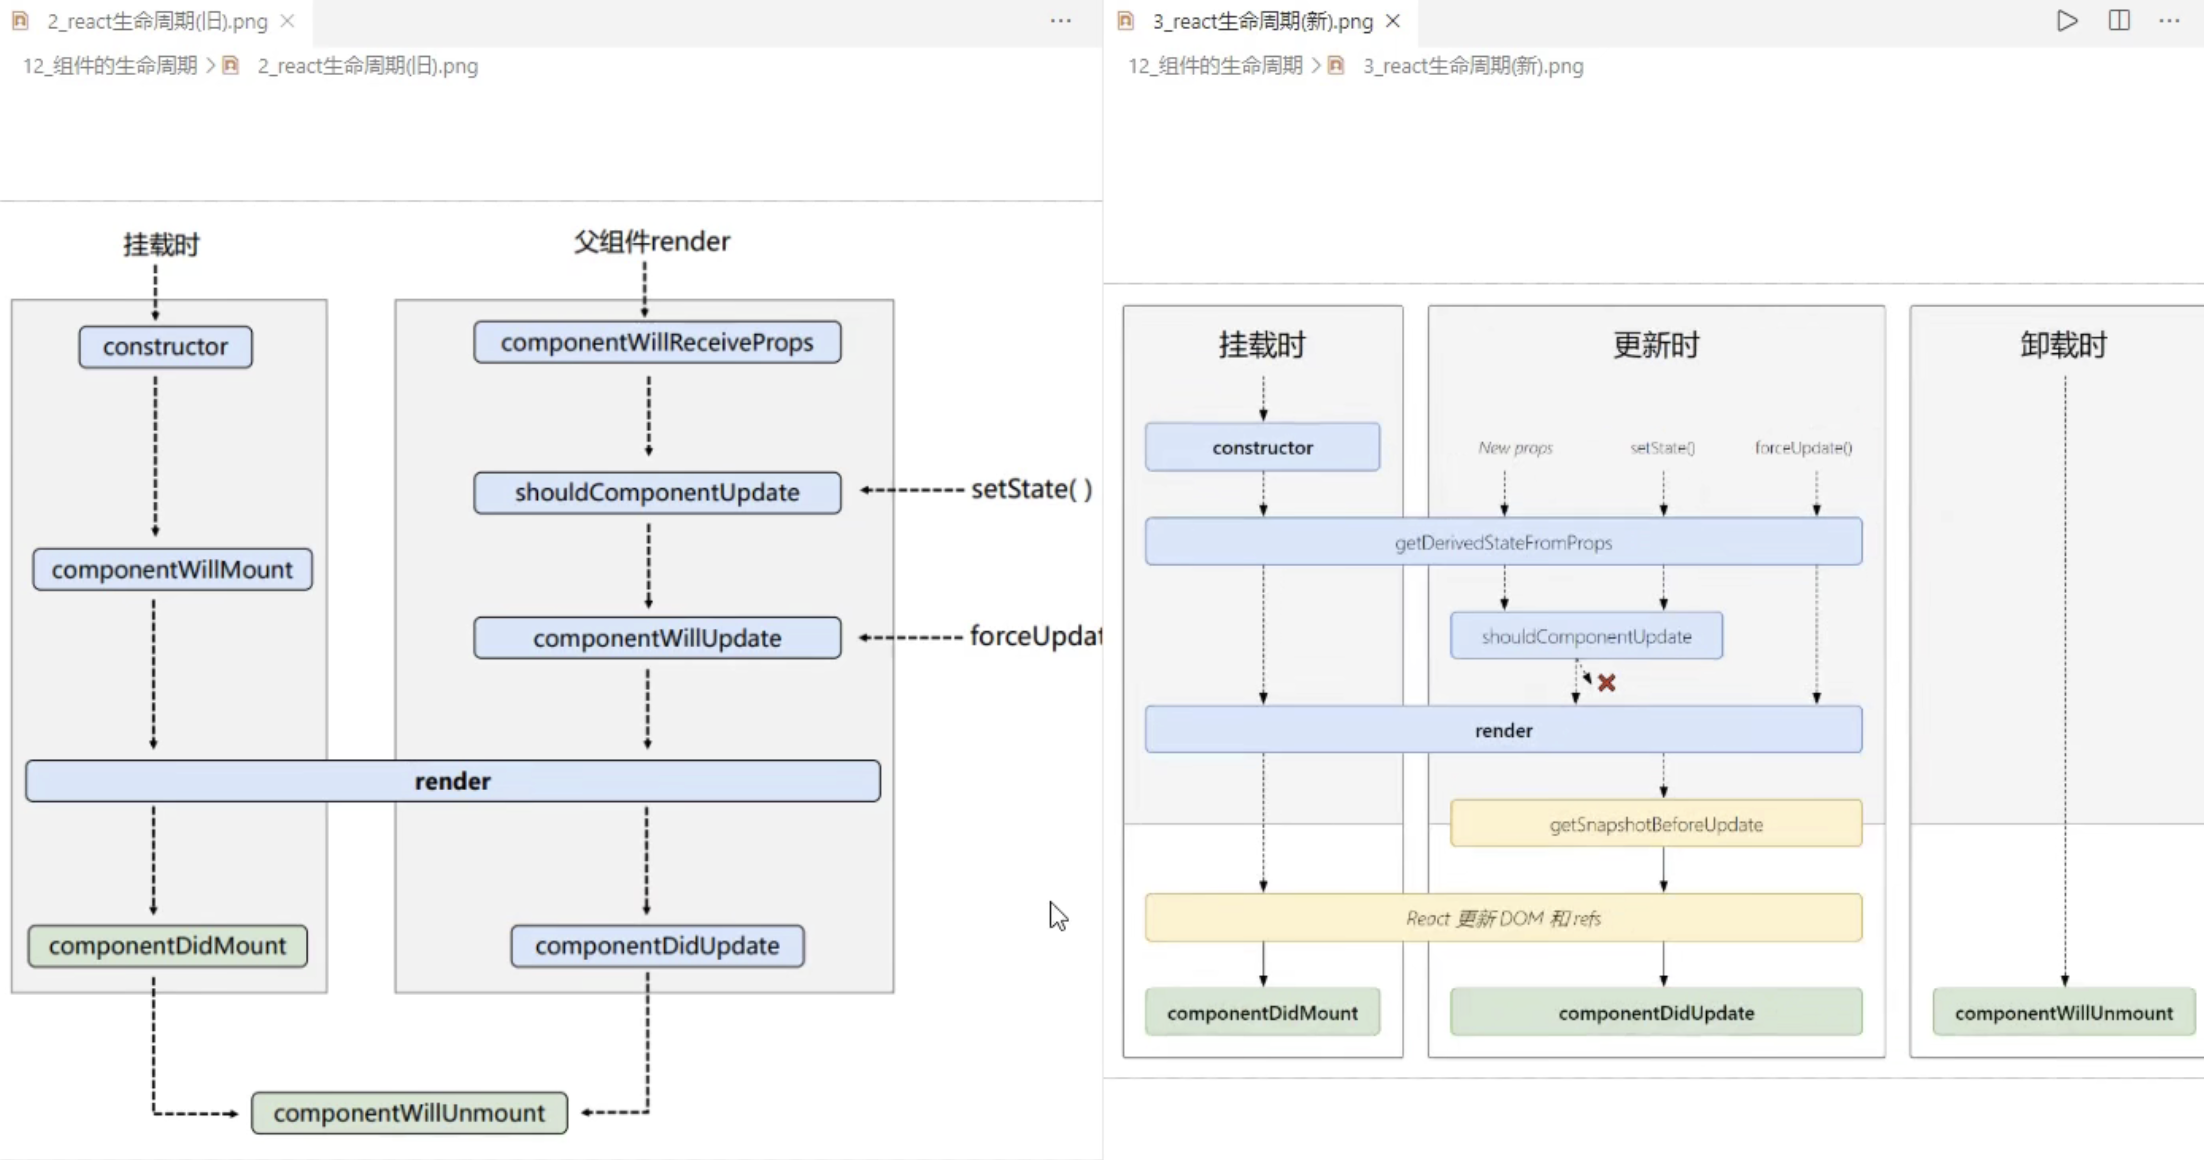 2_react生命周期(旧).png
12_组件的生命周期 > 2_react生命周期(旧).png
挂载时
父组件render
constructor
componentWillReceiveProps
shouldComponentUpdate
setState( )
componentWillMount
componentWillUpdate
forceUpdat
render
componentDidMount
componentDidUpdate
componentWillUnmount
3_react生命周期(新).png
12_组件的生命周期 > 3_react生命周期(新).png
挂载时
更新时
卸载时
constructor
New props
setState()
forceUpdate()
getDerivedStateFromProps
shouldComponentUpdate
render
getSnapshotBeforeUpdate
React 更新 DOM 和 refs
componentDidMount
componentDidUpdate
componentWillUnmount